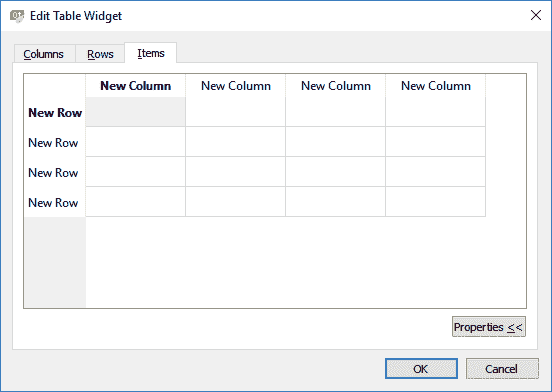 Edit Table Widget
Columns Rows Items
New Column New Column New Column New Column
New Row
New Row
New Row
New Row
Properties <<
OK Cancel